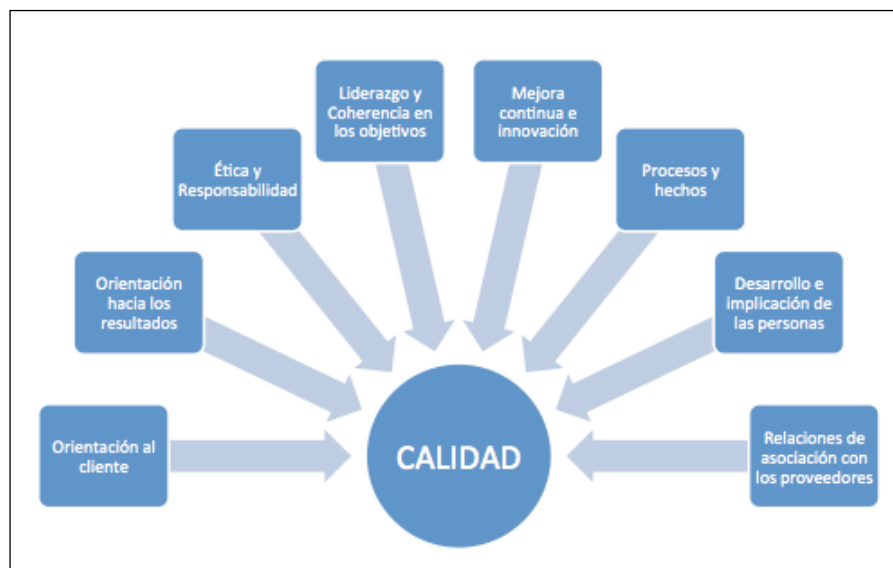 Liderazgo y
Coherencia en
los objetivos
Mejora
continua e
innovación
Ética y
Responsabilidad
Procesos y
hechos
Orientación
hacia los
resultados
Desarrollo e
implicación de
las personas
Orientación al
cliente
CALIDAD
Relaciones de
asociación con
los proveedores